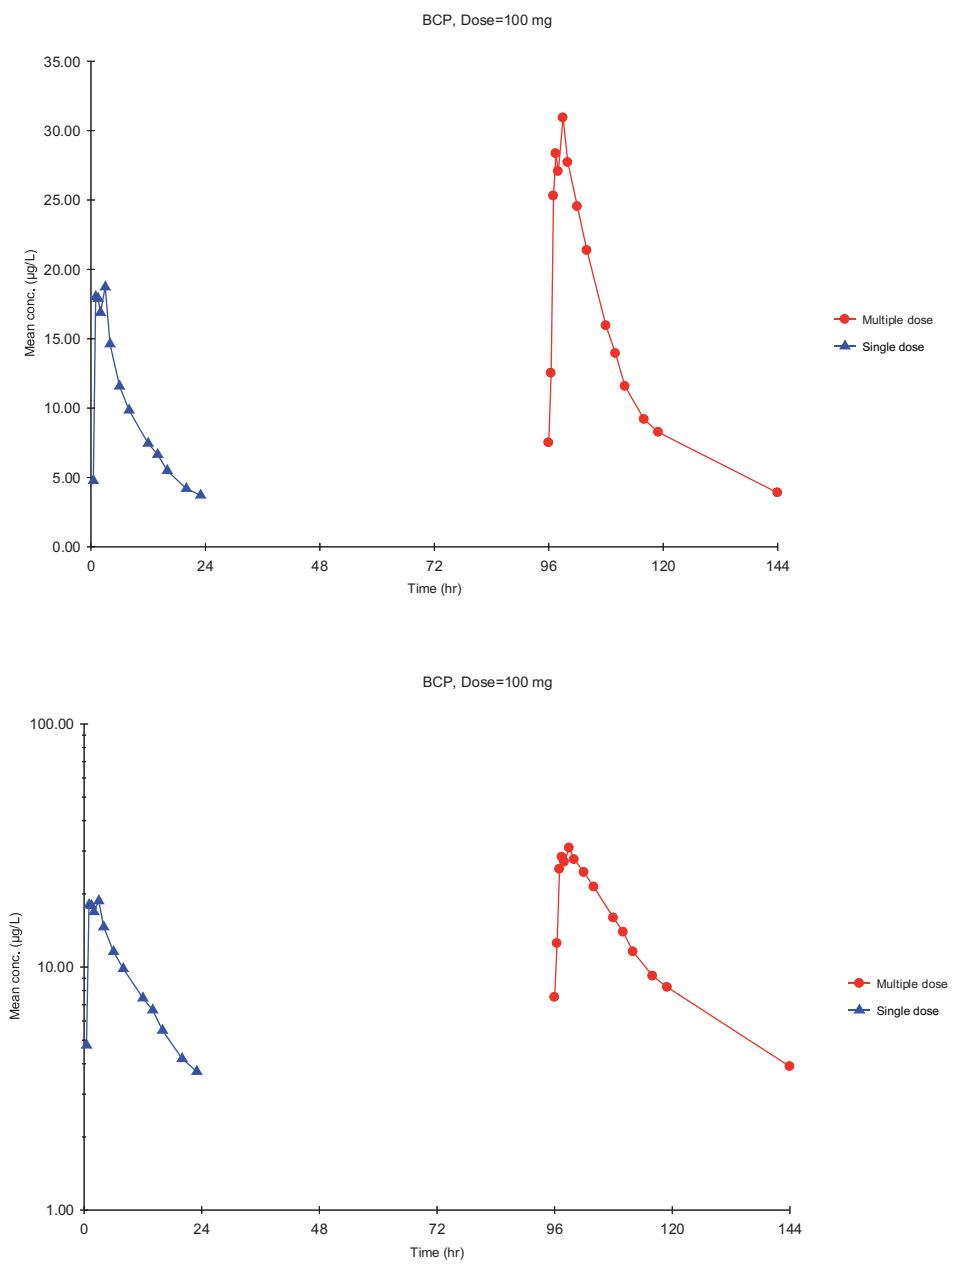 BCP, Dose=100 mg
35.00
30.00
25.00
20.00
15.00
10.00
5.00
0.00
Mean conc. (µg/L)
0 24 48 72 96 120 144
Time (hr)
Multiple dose
Single dose
BCP, Dose=100 mg
100.00
10.00
1.00
Mean conc. (µg/L)
0 24 48 72 96 120 144
Time (hr)
Multiple dose
Single dose